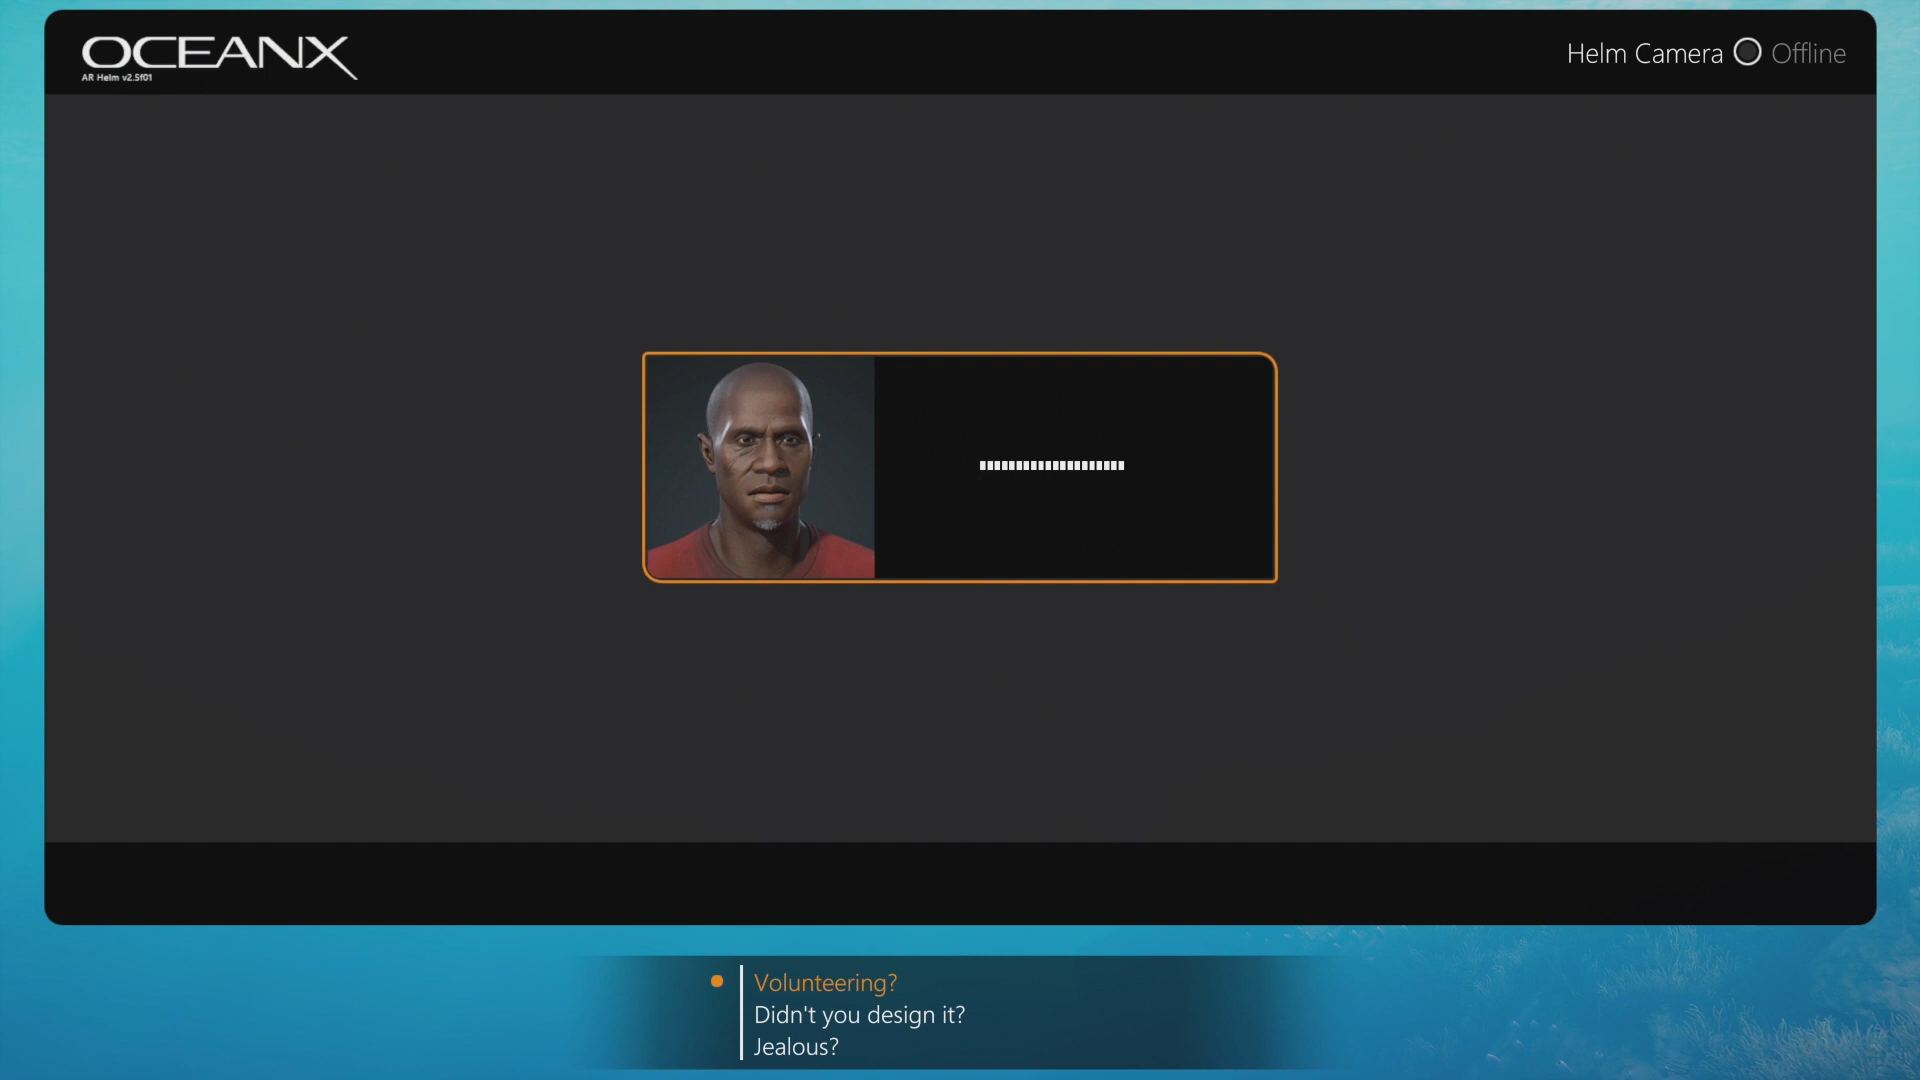 OCEANX
AR Helm v2.5f01
Helm Camera Offline
Volunteering?
Didn't you design it?
Jealous?